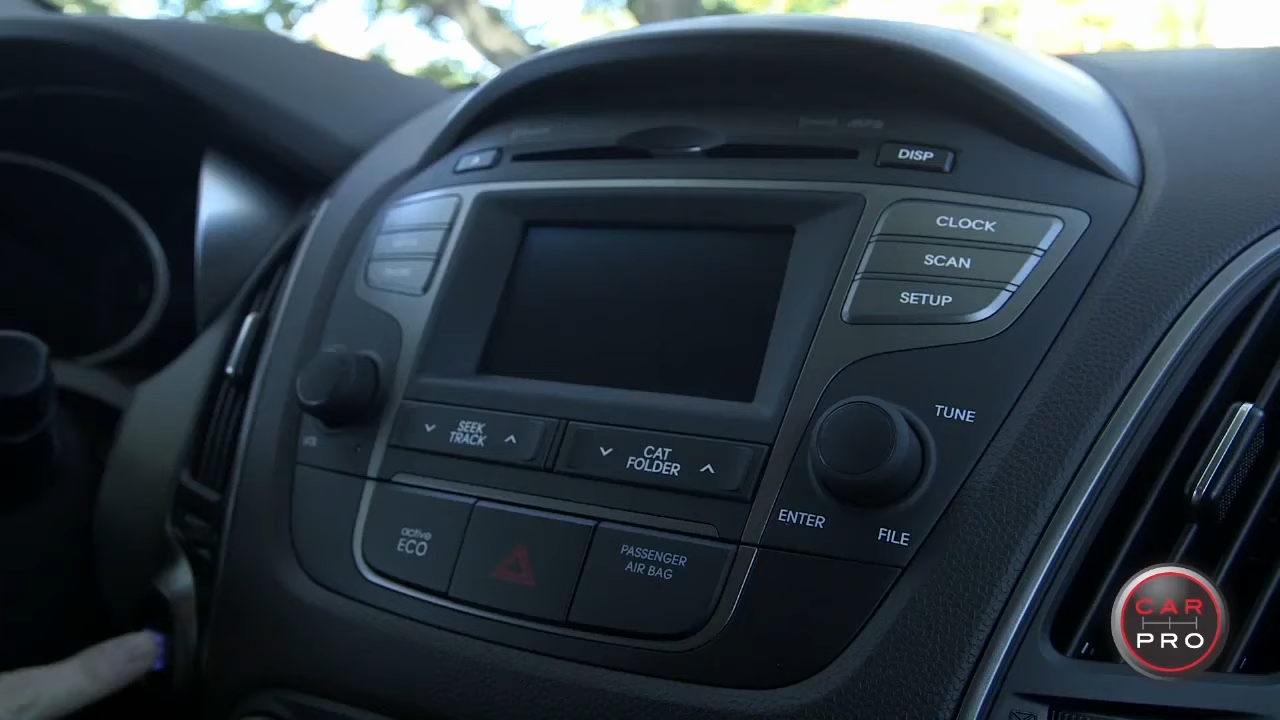 DISP
CLOCK
SCAN
SETUP
TUNE
SEEK
TRACK
CAT
FOLDER
ENTER
FILE
active
ECO
PASSENGER
AIR BAG
CAR
PRO